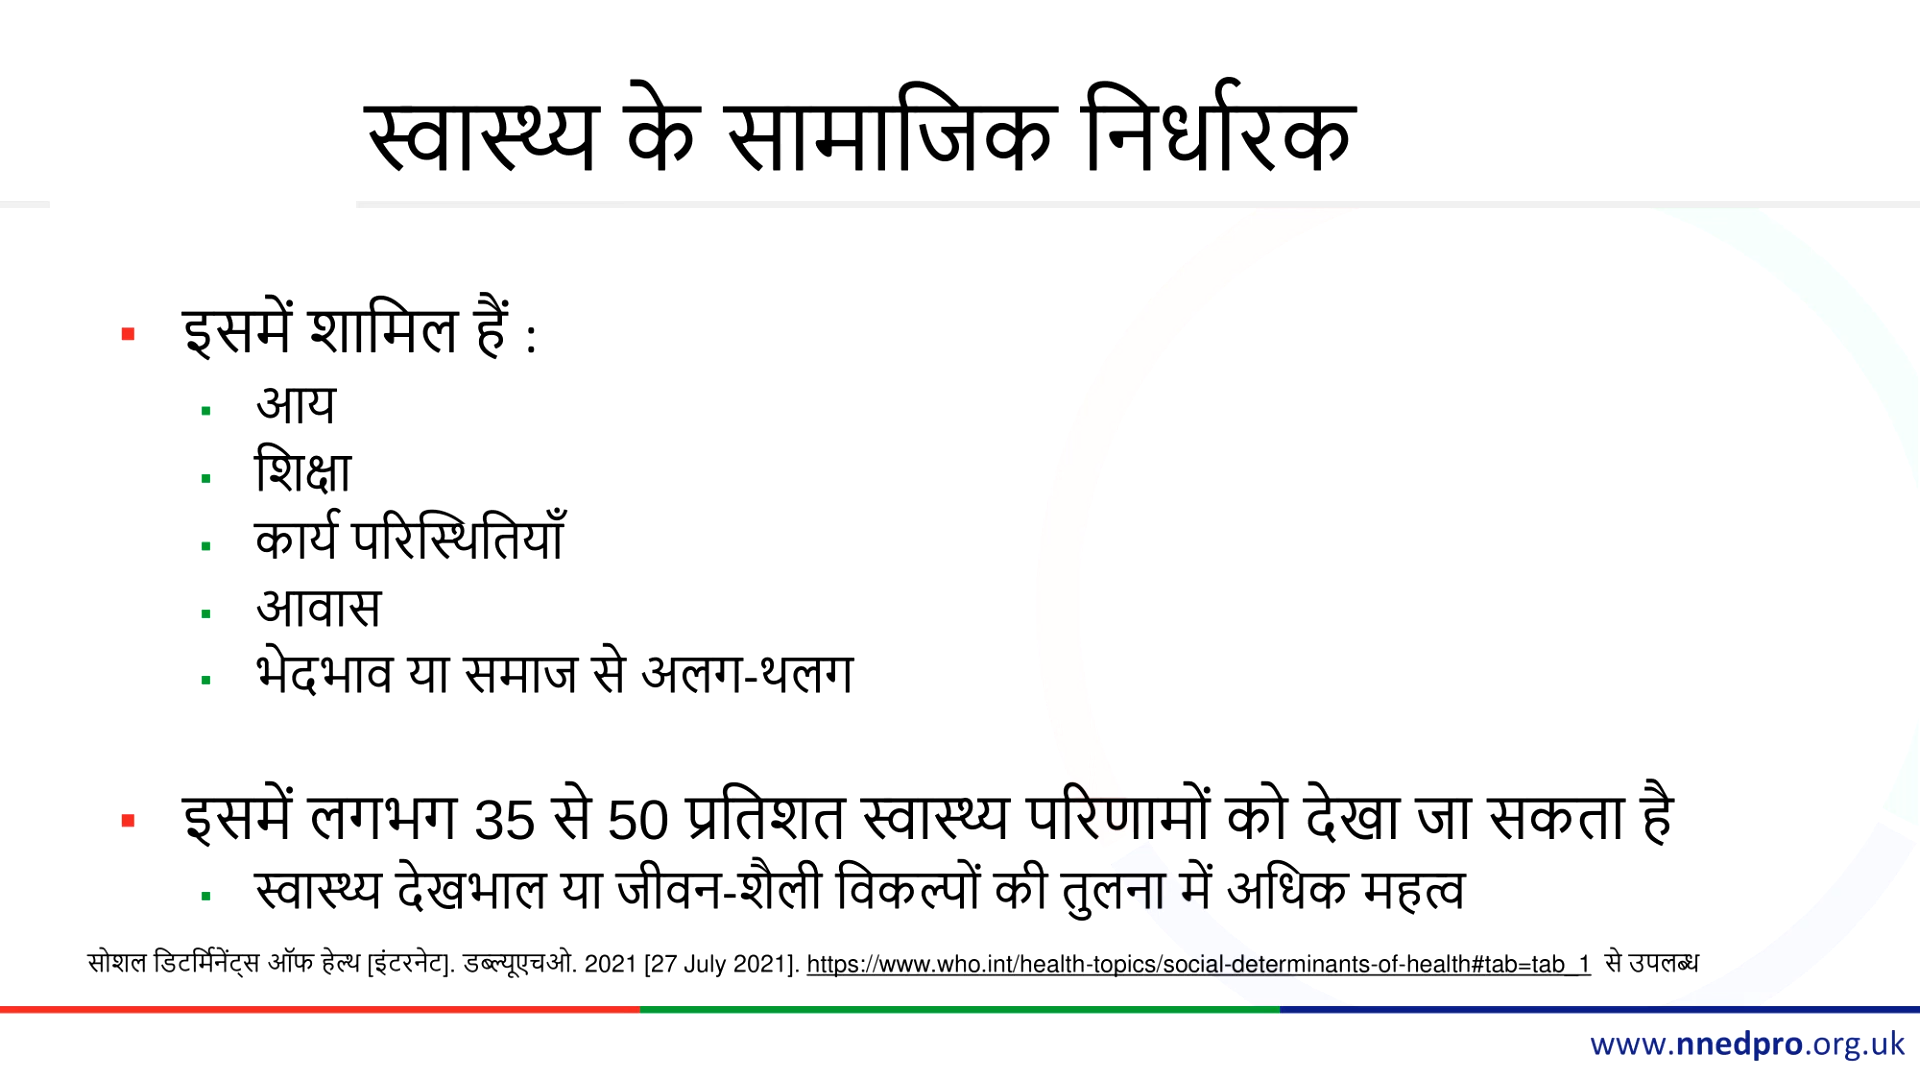 स्वास्थ्य के सामाजिक निर्धारक
इसमें शामिल हैं :
आय
शिक्षा
कार्य परिस्थितियाँ
आवास
भेदभाव या समाज से अलग-थलग
इसमें लगभग 35 से 50 प्रतिशत स्वास्थ्य परिणामों को देखा जा सकता है
स्वास्थ्य देखभाल या जीवन-शैली विकल्पों की तुलना में अधिक महत्व
सोशल डिटर्मिनेंट्स ऑफ हेल्थ [इंटरनेट]. डब्ल्यूएचओ. 2021 [27 July 2021]. https://www.who.int/health-topics/social-determinants-of-health#tab=tab_1 से उपलब्ध
www.nnedpro.org.uk